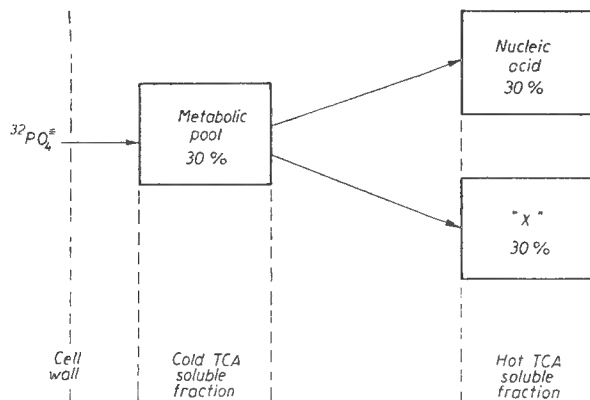 Nucleic
acid
30 %
Metabolic
pool
30 %
³²PO₄≡
"X"
30 %
Cell
wall
Cold TCA
soluble
fraction
Hot TCA
soluble
fraction